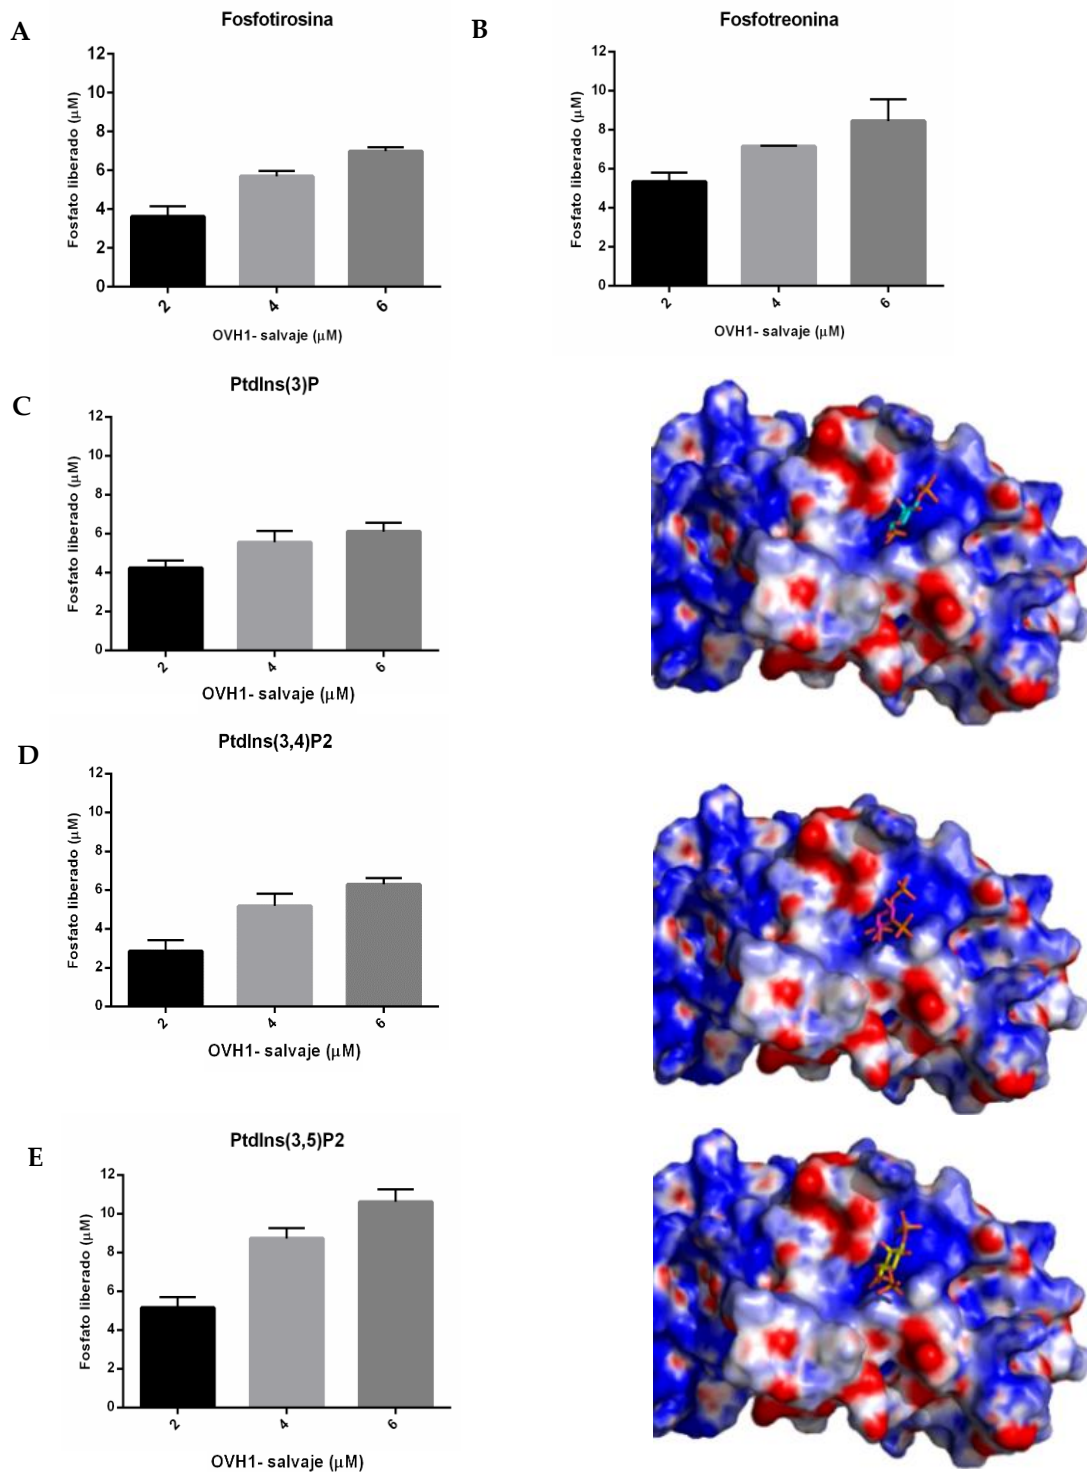 A
Fosfotirosina
Fosfato liberado (µM)
12
10
8
6
4
2
0
2
4
6
OVH1- salvaje (µM)
B
Fosfotreonina
Fosfato liberado (µM)
12
10
8
6
4
2
0
2
4
6
OVH1- salvaje (µM)
C
PtdIns(3)P
Fosfato liberado (µM)
12
10
8
6
4
2
0
2
4
6
OVH1- salvaje (µM)
D
PtdIns(3,4)P2
Fosfato liberado (µM)
12
10
8
6
4
2
0
2
4
6
OVH1- salvaje (µM)
E
PtdIns(3,5)P2
Fosfato liberado (µM)
12
10
8
6
4
2
0
2
4
6
OVH1- salvaje (µM)